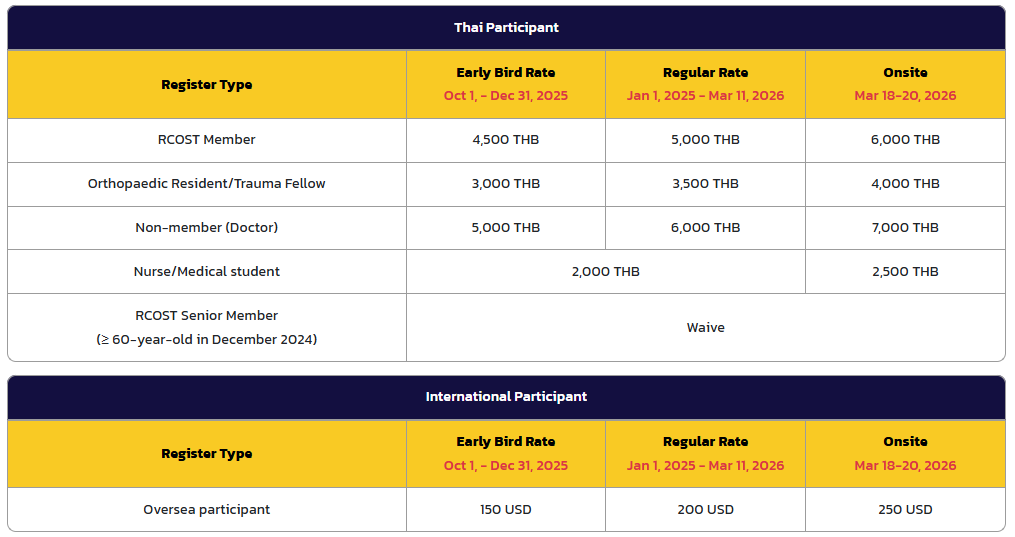 Thai Participant
Register Type
Early Bird Rate
Oct 1, - Dec 31, 2025
Regular Rate
Jan 1, 2025 - Mar 11, 2026
Onsite
Mar 18-20, 2026
RCOST Member
4,500 THB
5,000 THB
6,000 THB
Orthopaedic Resident/Trauma Fellow
3,000 THB
3,500 THB
4,000 THB
Non-member (Doctor)
5,000 THB
6,000 THB
7,000 THB
Nurse/Medical student
2,000 THB
2,500 THB
RCOST Senior Member
(≥ 60-year-old in December 2024)
Waive
International Participant
Register Type
Early Bird Rate
Oct 1, - Dec 31, 2025
Regular Rate
Jan 1, 2025 - Mar 11, 2026
Onsite
Mar 18-20, 2026
Oversea participant
150 USD
200 USD
250 USD